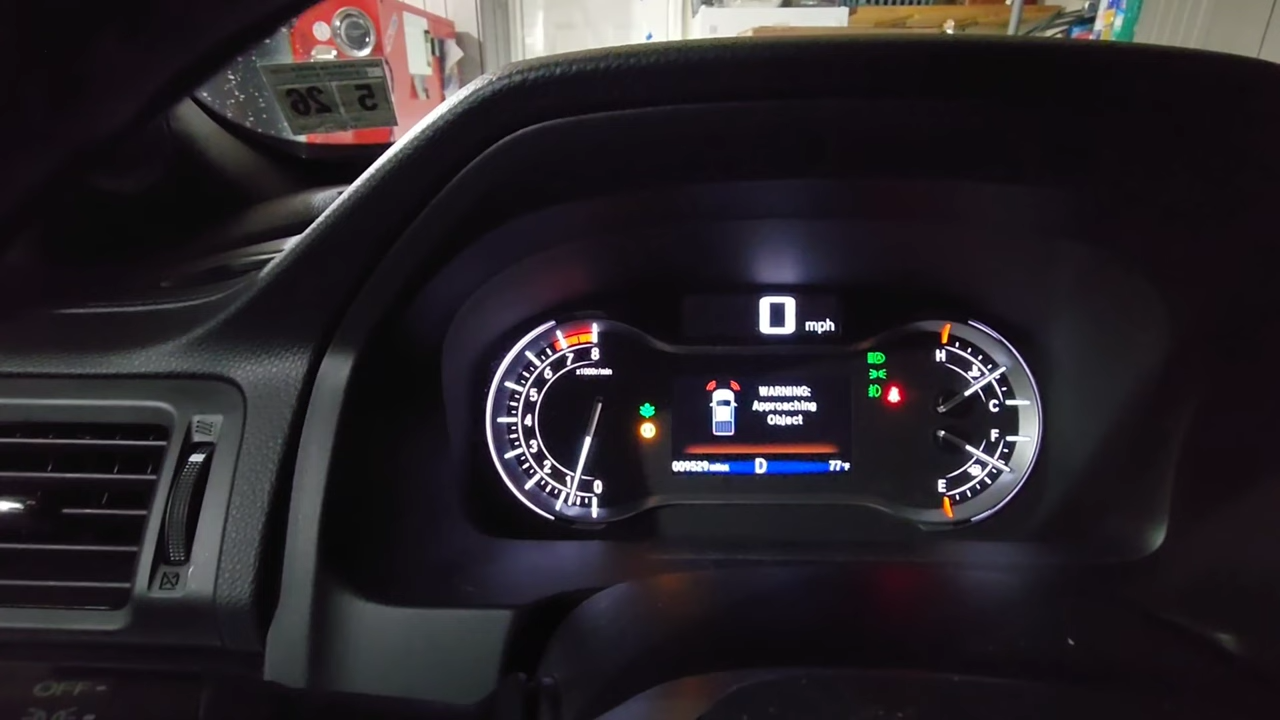 5 26
0 mph
8
7
6
x1000r/min
5
4
3
2
1
0
WARNING:
Approaching
Object
009529 miles D 77°F
H
C
F
E
OFF